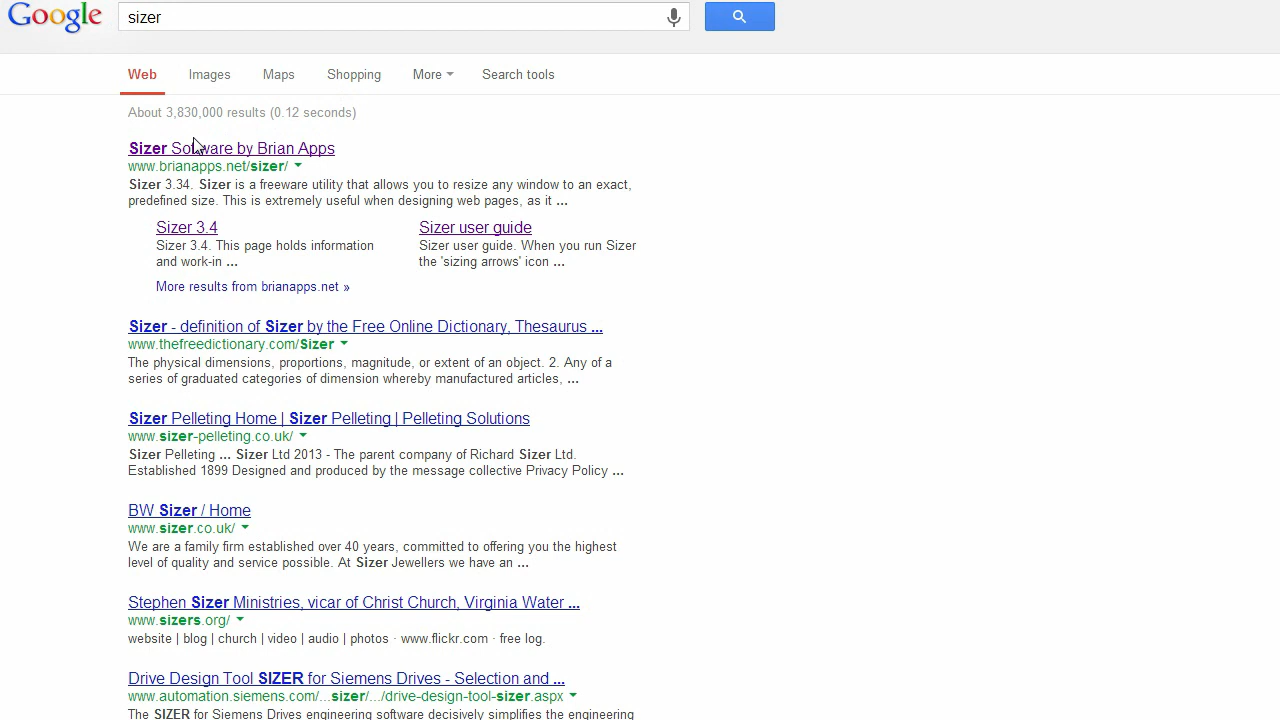 Google
sizer
Web Images Maps Shopping More Search tools
About 3,830,000 results (0.12 seconds)
Sizer Software by Brian Apps
www.brianapps.net/sizer/
Sizer 3.34. Sizer is a freeware utility that allows you to resize any window to an exact,
predefined size. This is extremely useful when designing web pages, as it ...
Sizer 3.4
Sizer 3.4. This page holds information
and work-in ...
Sizer user guide
Sizer user guide. When you run Sizer
the 'sizing arrows' icon ...
More results from brianapps.net »
Sizer - definition of Sizer by the Free Online Dictionary, Thesaurus ...
www.thefreedictionary.com/Sizer
The physical dimensions, proportions, magnitude, or extent of an object. 2. Any of a
series of graduated categories of dimension whereby manufactured articles, ...
Sizer Pelleting Home | Sizer Pelleting | Pelleting Solutions
www.sizer-pelleting.co.uk/
Sizer Pelleting ... Sizer Ltd 2013 - The parent company of Richard Sizer Ltd.
Established 1899 Designed and produced by the message collective Privacy Policy ...
BW Sizer / Home
www.sizer.co.uk/
We are a family firm established over 40 years, committed to offering you the highest
level of quality and service possible. At Sizer Jewellers we have an ...
Stephen Sizer Ministries, vicar of Christ Church, Virginia Water ...
www.sizers.org/
website | blog | church | video | audio | photos · www.flickr.com · free log.
Drive Design Tool SIZER for Siemens Drives - Selection and ...
www.automation.siemens.com/...sizer/.../drive-design-tool-sizer.aspx
The SIZER for Siemens Drives engineering software decisively simplifies the engineering